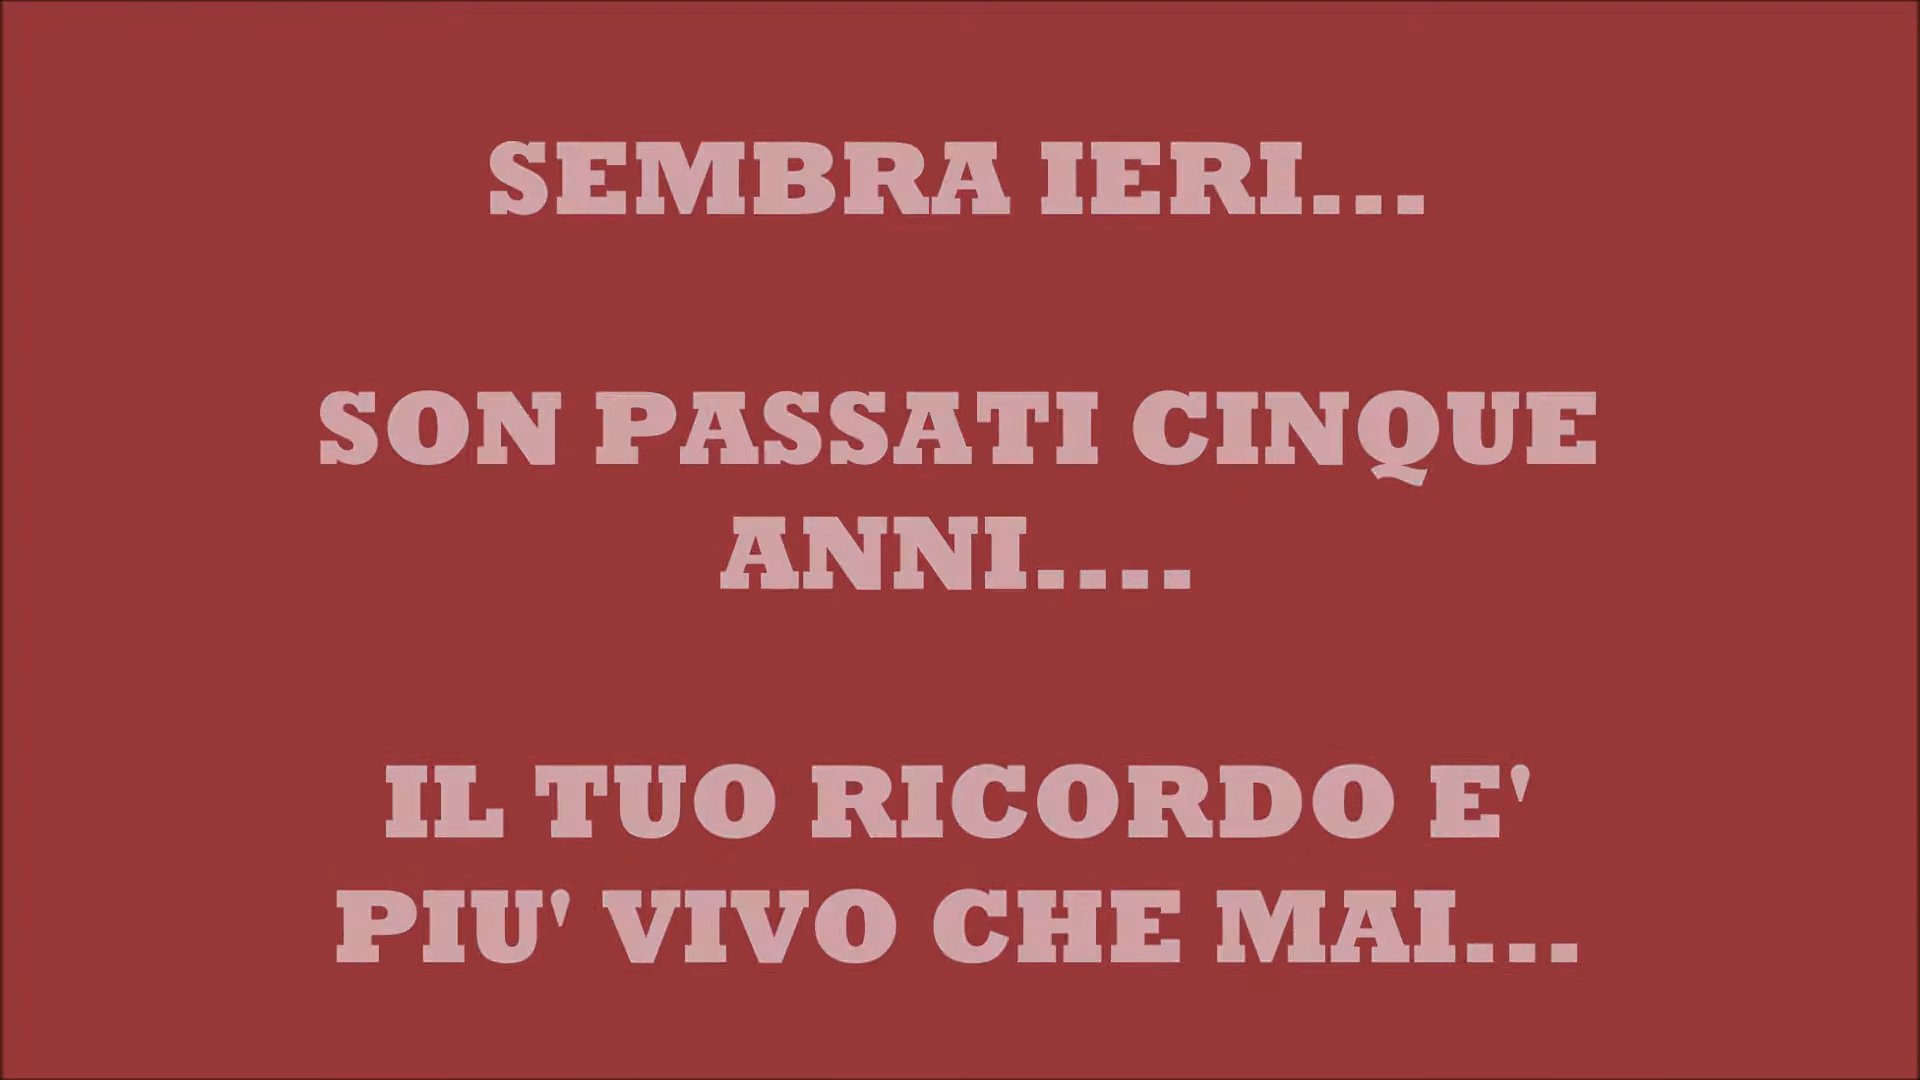 SEMBRA IERI...
SON PASSATI CINQUE
ANNI....
IL TUO RICORDO E'
PIU' VIVO CHE MAI...